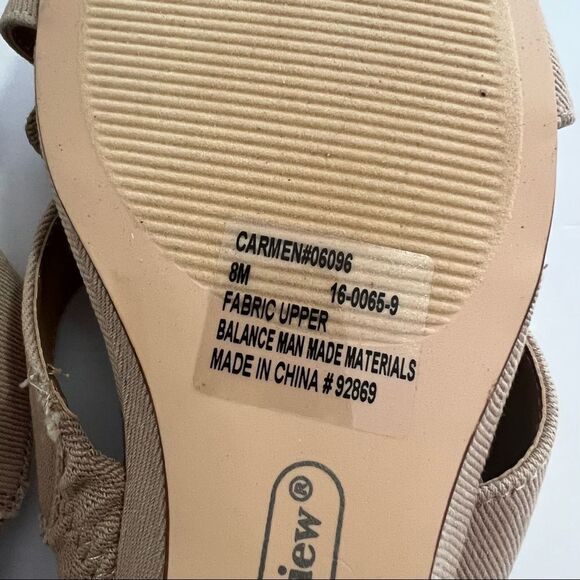 CARMEN#06096
8M 16-0065-9
FABRIC UPPER
BALANCE MAN MADE MATERIALS
MADE IN CHINA # 92869
®